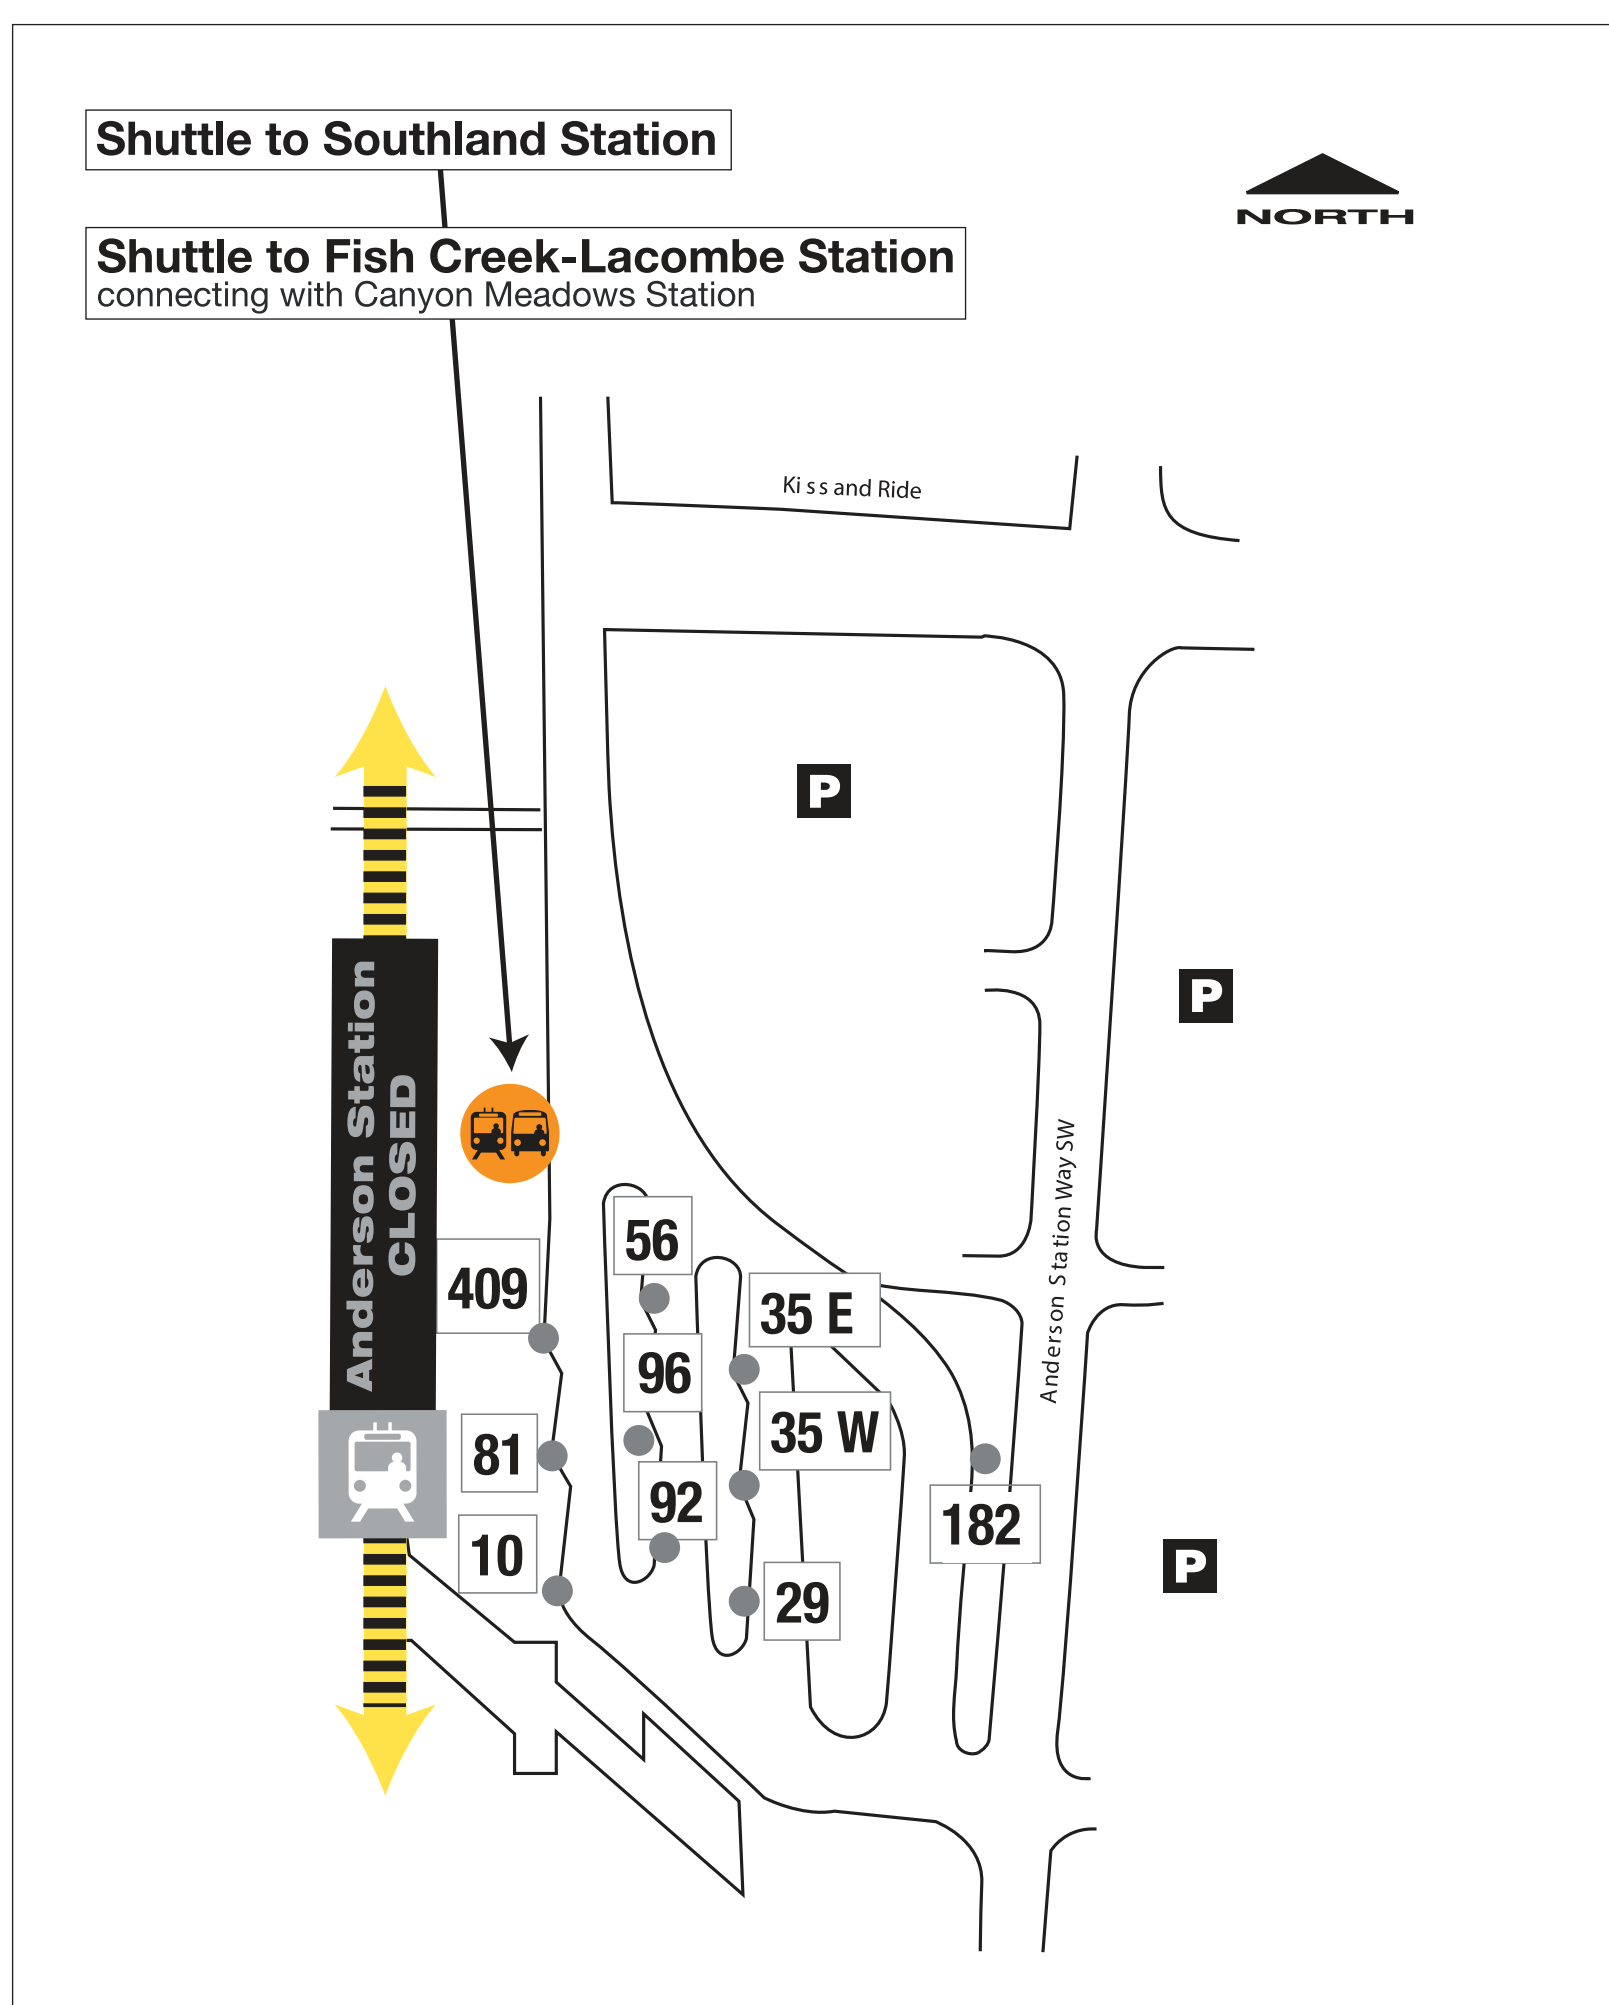 Shuttle to Southland Station
NORTH
Shuttle to Fish Creek-Lacombe Station
connecting with Canyon Meadows Station
Kiss and Ride
P
P
Anderson Station
CLOSED
Anderson Station Way SW
56
409
35 E
96
35 W
81
92
182
10
29
P